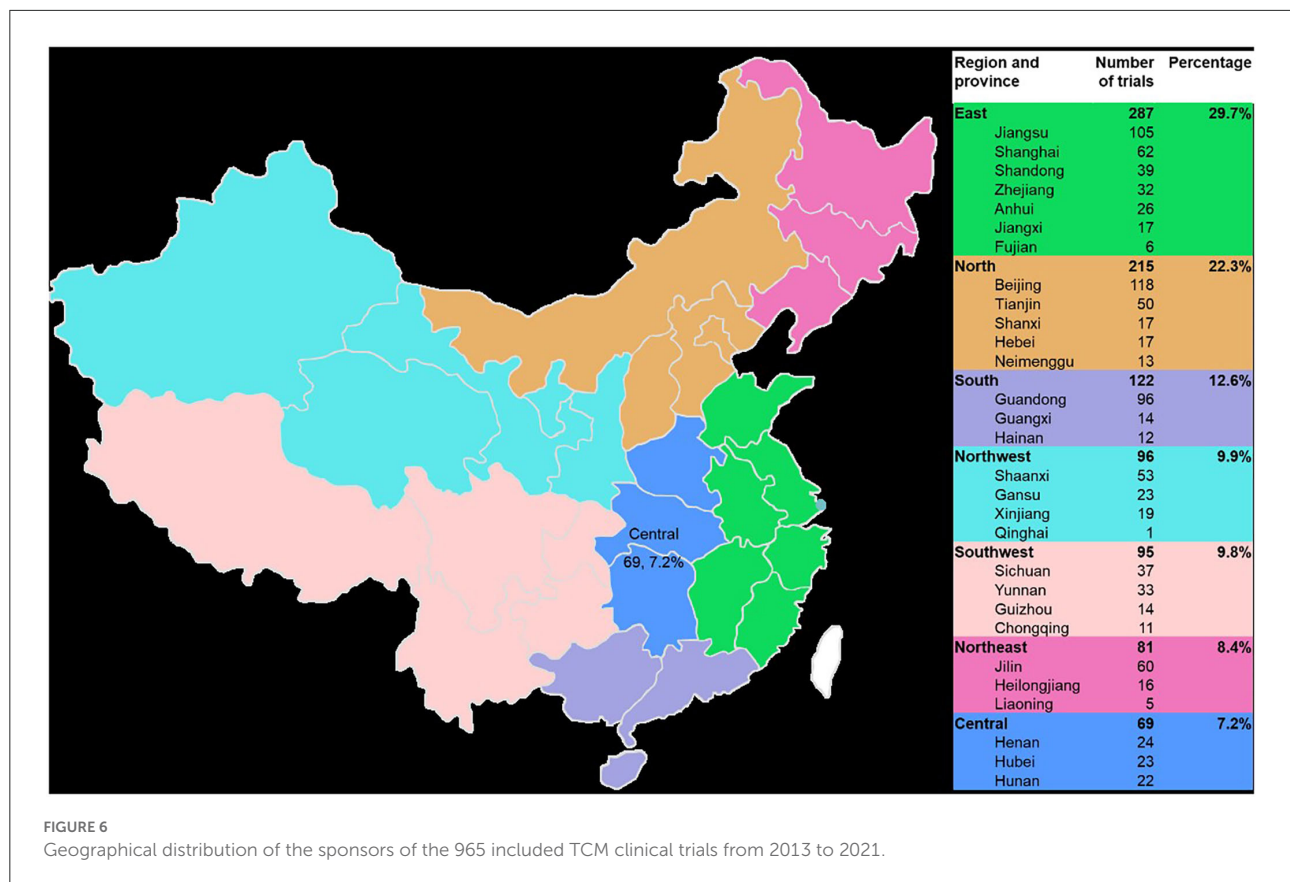 Region and province Number of trials Percentage
East 287 29.7%
Jiangsu 105
Shanghai 62
Shandong 39
Zhejiang 32
Anhui 26
Jiangxi 17
Fujian 6
North 215 22.3%
Beijing 118
Tianjin 50
Shanxi 17
Hebei 17
Neimenggu 13
South 122 12.6%
Guandong 96
Guangxi 14
Hainan 12
Northwest 96 9.9%
Shaanxi 53
Gansu 23
Xinjiang 19
Qinghai 1
Southwest 95 9.8%
Sichuan 37
Yunnan 33
Guizhou 14
Chongqing 11
Northeast 81 8.4%
Jilin 60
Heilongjiang 16
Liaoning 5
Central 69 7.2%
Henan 24
Hubei 23
Hunan 22
Central
69, 7.2%
FIGURE 6
Geographical distribution of the sponsors of the 965 included TCM clinical trials from 2013 to 2021.